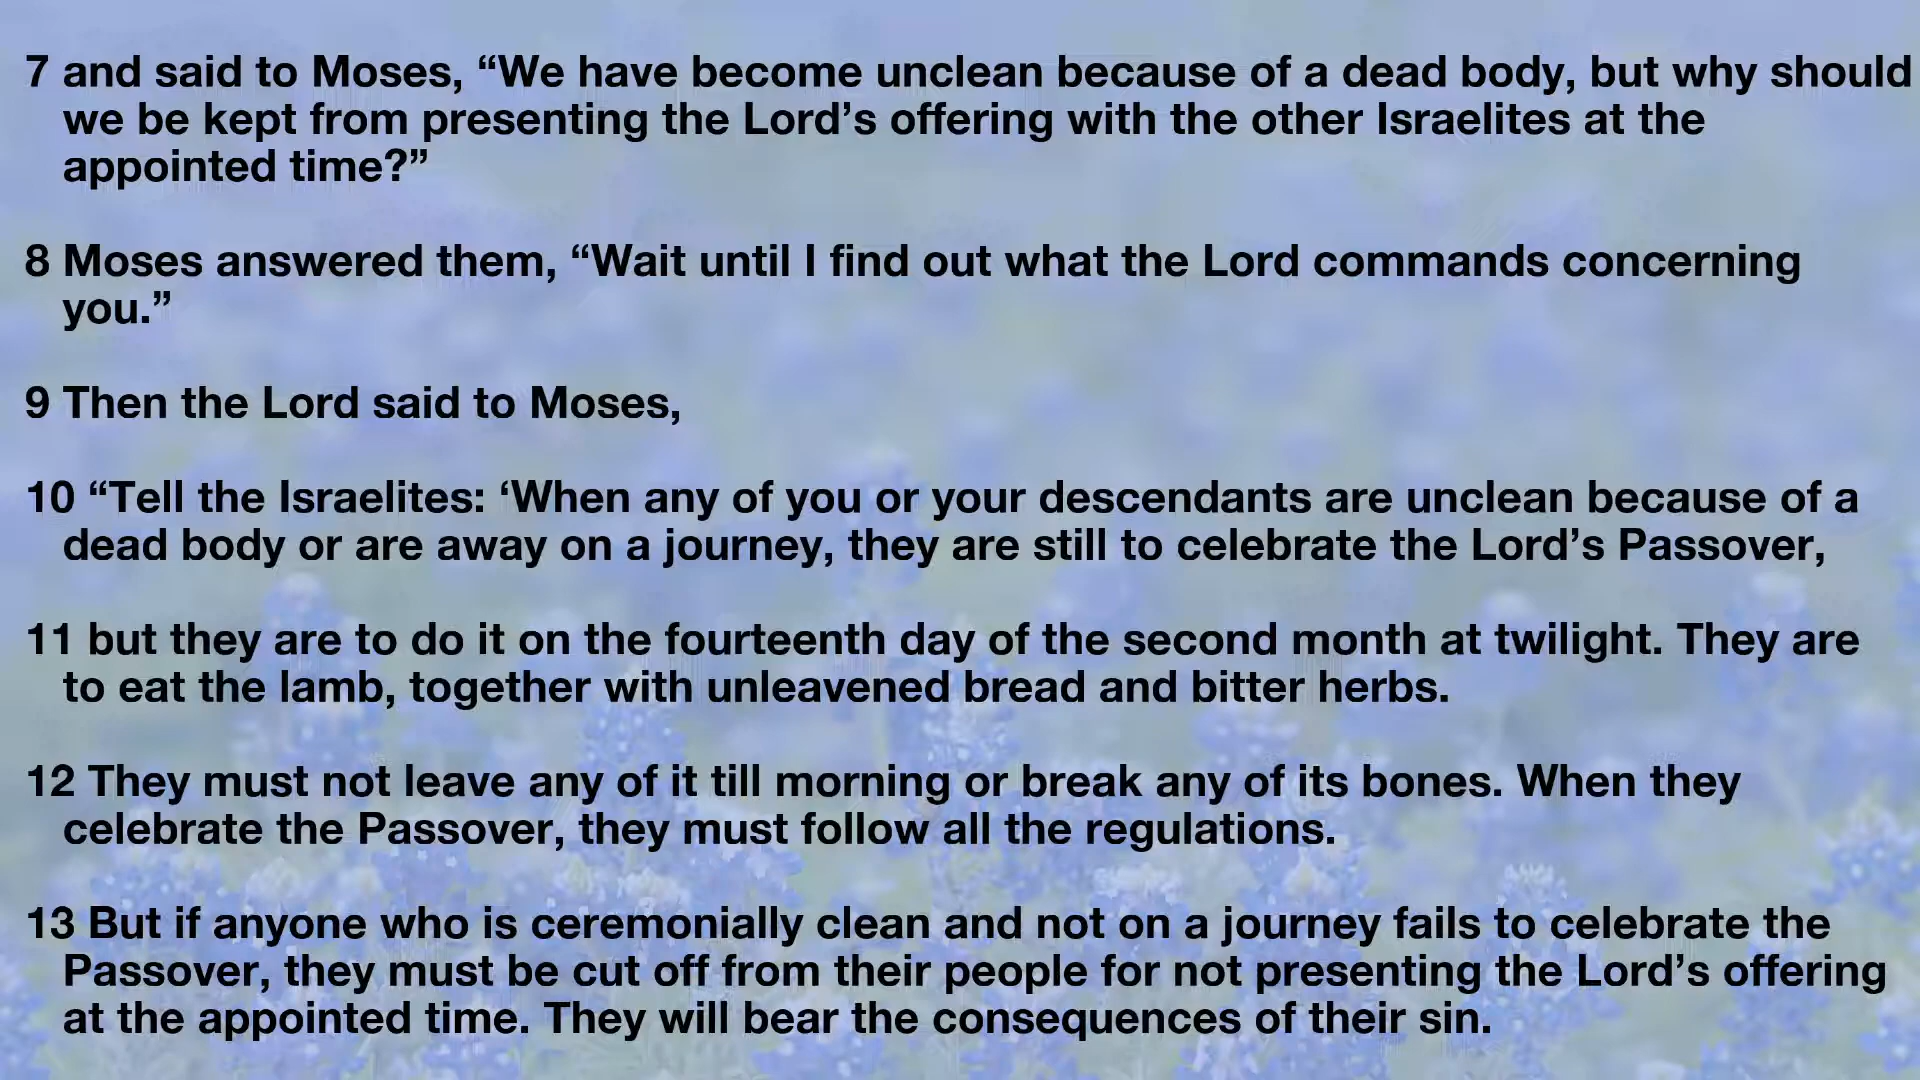 7 and said to Moses, “We have become unclean because of a dead body, but why should
we be kept from presenting the Lord’s offering with the other Israelites at the
appointed time?”
8 Moses answered them, “Wait until I find out what the Lord commands concerning
you.”
9 Then the Lord said to Moses,
10 “Tell the Israelites: ‘When any of you or your descendants are unclean because of a
dead body or are away on a journey, they are still to celebrate the Lord’s Passover,
11 but they are to do it on the fourteenth day of the second month at twilight. They are
to eat the lamb, together with unleavened bread and bitter herbs.
12 They must not leave any of it till morning or break any of its bones. When they
celebrate the Passover, they must follow all the regulations.
13 But if anyone who is ceremonially clean and not on a journey fails to celebrate the
Passover, they must be cut off from their people for not presenting the Lord’s offering
at the appointed time. They will bear the consequences of their sin.